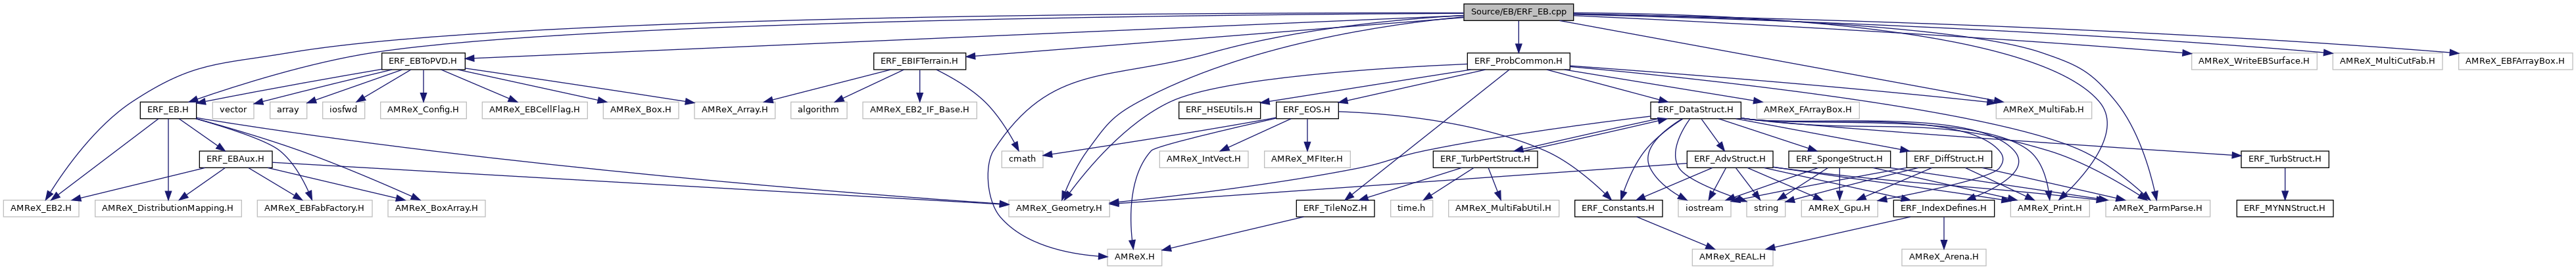 Source/EB/ERF_EB.cpp
ERF_EBToPVD.H
ERF_EBIFTerrain.H
ERF_ProbCommon.H
AMReX_WriteEBSurface.H
AMReX_MultiCutFab.H
AMReX_EBFArrayBox.H
ERF_EB.H
vector
array
iosfwd
AMReX_Config.H
AMReX_EBCellFlag.H
AMReX_Box.H
AMReX_Array.H
algorithm
AMReX_EB2_IF_Base.H
ERF_HSEUtils.H
ERF_EOS.H
ERF_DataStruct.H
AMReX_FArrayBox.H
AMReX_MultiFab.H
ERF_EBAux.H
cmath
AMReX_IntVect.H
AMReX_MFIter.H
ERF_TurbPertStruct.H
ERF_AdvStruct.H
ERF_SpongeStruct.H
ERF_DiffStruct.H
ERF_TurbStruct.H
AMReX_EB2.H
AMReX_DistributionMapping.H
AMReX_EBFabFactory.H
AMReX_BoxArray.H
AMReX_Geometry.H
ERF_TileNoZ.H
time.h
AMReX_MultiFabUtil.H
ERF_Constants.H
iostream
string
AMReX_Gpu.H
ERF_IndexDefines.H
AMReX_Print.H
AMReX_ParmParse.H
ERF_MYNNStruct.H
AMReX.H
AMReX_REAL.H
AMReX_Arena.H